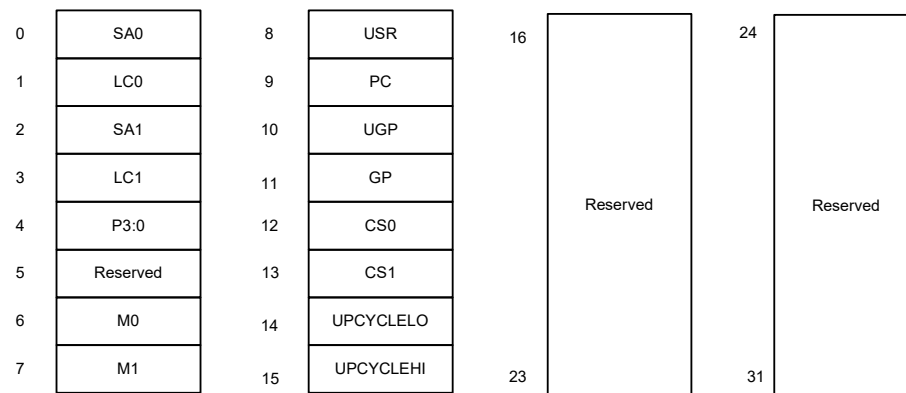 0 SA0 8 USR 16 24
1 LC0 9 PC
2 SA1 10 UGP
3 LC1 11 GP
Reserved Reserved
4 P3:0 12 CS0
5 Reserved 13 CS1
6 M0 14 UPCYCLELO
7 M1 15 UPCYCLEHI 23 31